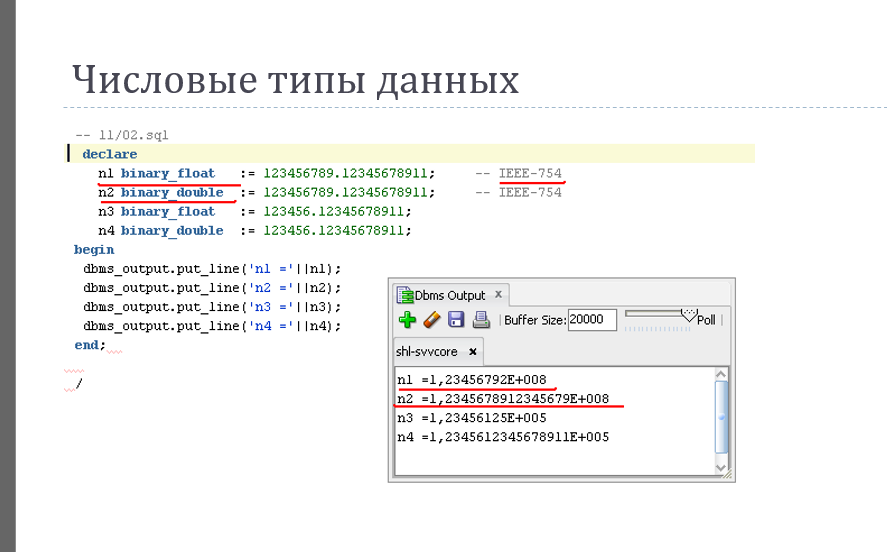 Числовые типы данных
-- 11/02.sql
declare
n1 binary_float := 123456789.12345678911; -- IEEE-754
n2 binary_double := 123456789.12345678911; -- IEEE-754
n3 binary_float := 123456.12345678911;
n4 binary_double := 123456.12345678911;
begin
dbms_output.put_line('n1 ='||n1);
dbms_output.put_line('n2 ='||n2);
dbms_output.put_line('n3 ='||n3);
dbms_output.put_line('n4 ='||n4);
end;
/
Dbms Output x
Buffer Size: 20000 Poll
shl-svvcore x
n1 =1,23456792E+008
n2 =1,2345678912345679E+008
n3 =1,23456125E+005
n4 =1,2345612345678911E+005